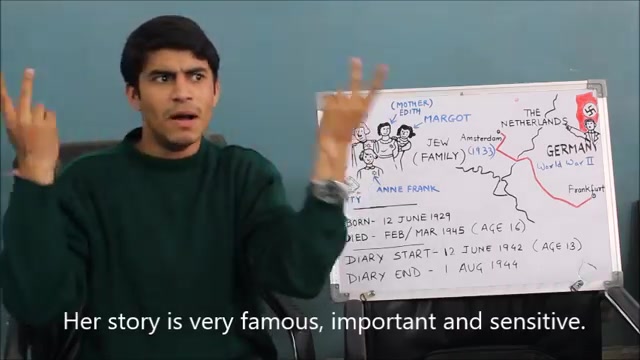 (MOTHER)
EDITH
MARGOT
THE
NETHERLANDS
Amsterdam
(1933)
JEW
(FAMILY)
GERMANY
World War II
Frankfurt
ANNE FRANK
BORN- 12 JUNE 1929
DIED- FEB/MAR 1945 (AGE 16)
DIARY START- 12 JUNE 1942 (AGE 13)
DIARY END - 1 AUG 1944
Her story is very famous, important and sensitive.